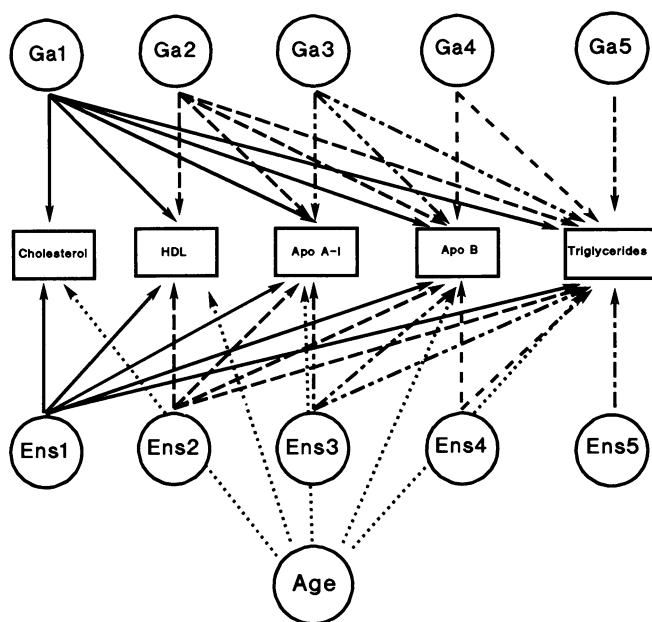 Ga1
Ga2
Ga3
Ga4
Ga5
Cholesterol
HDL
Apo A-I
Apo B
Triglycerides
Ens1
Ens2
Ens3
Ens4
Ens5
Age